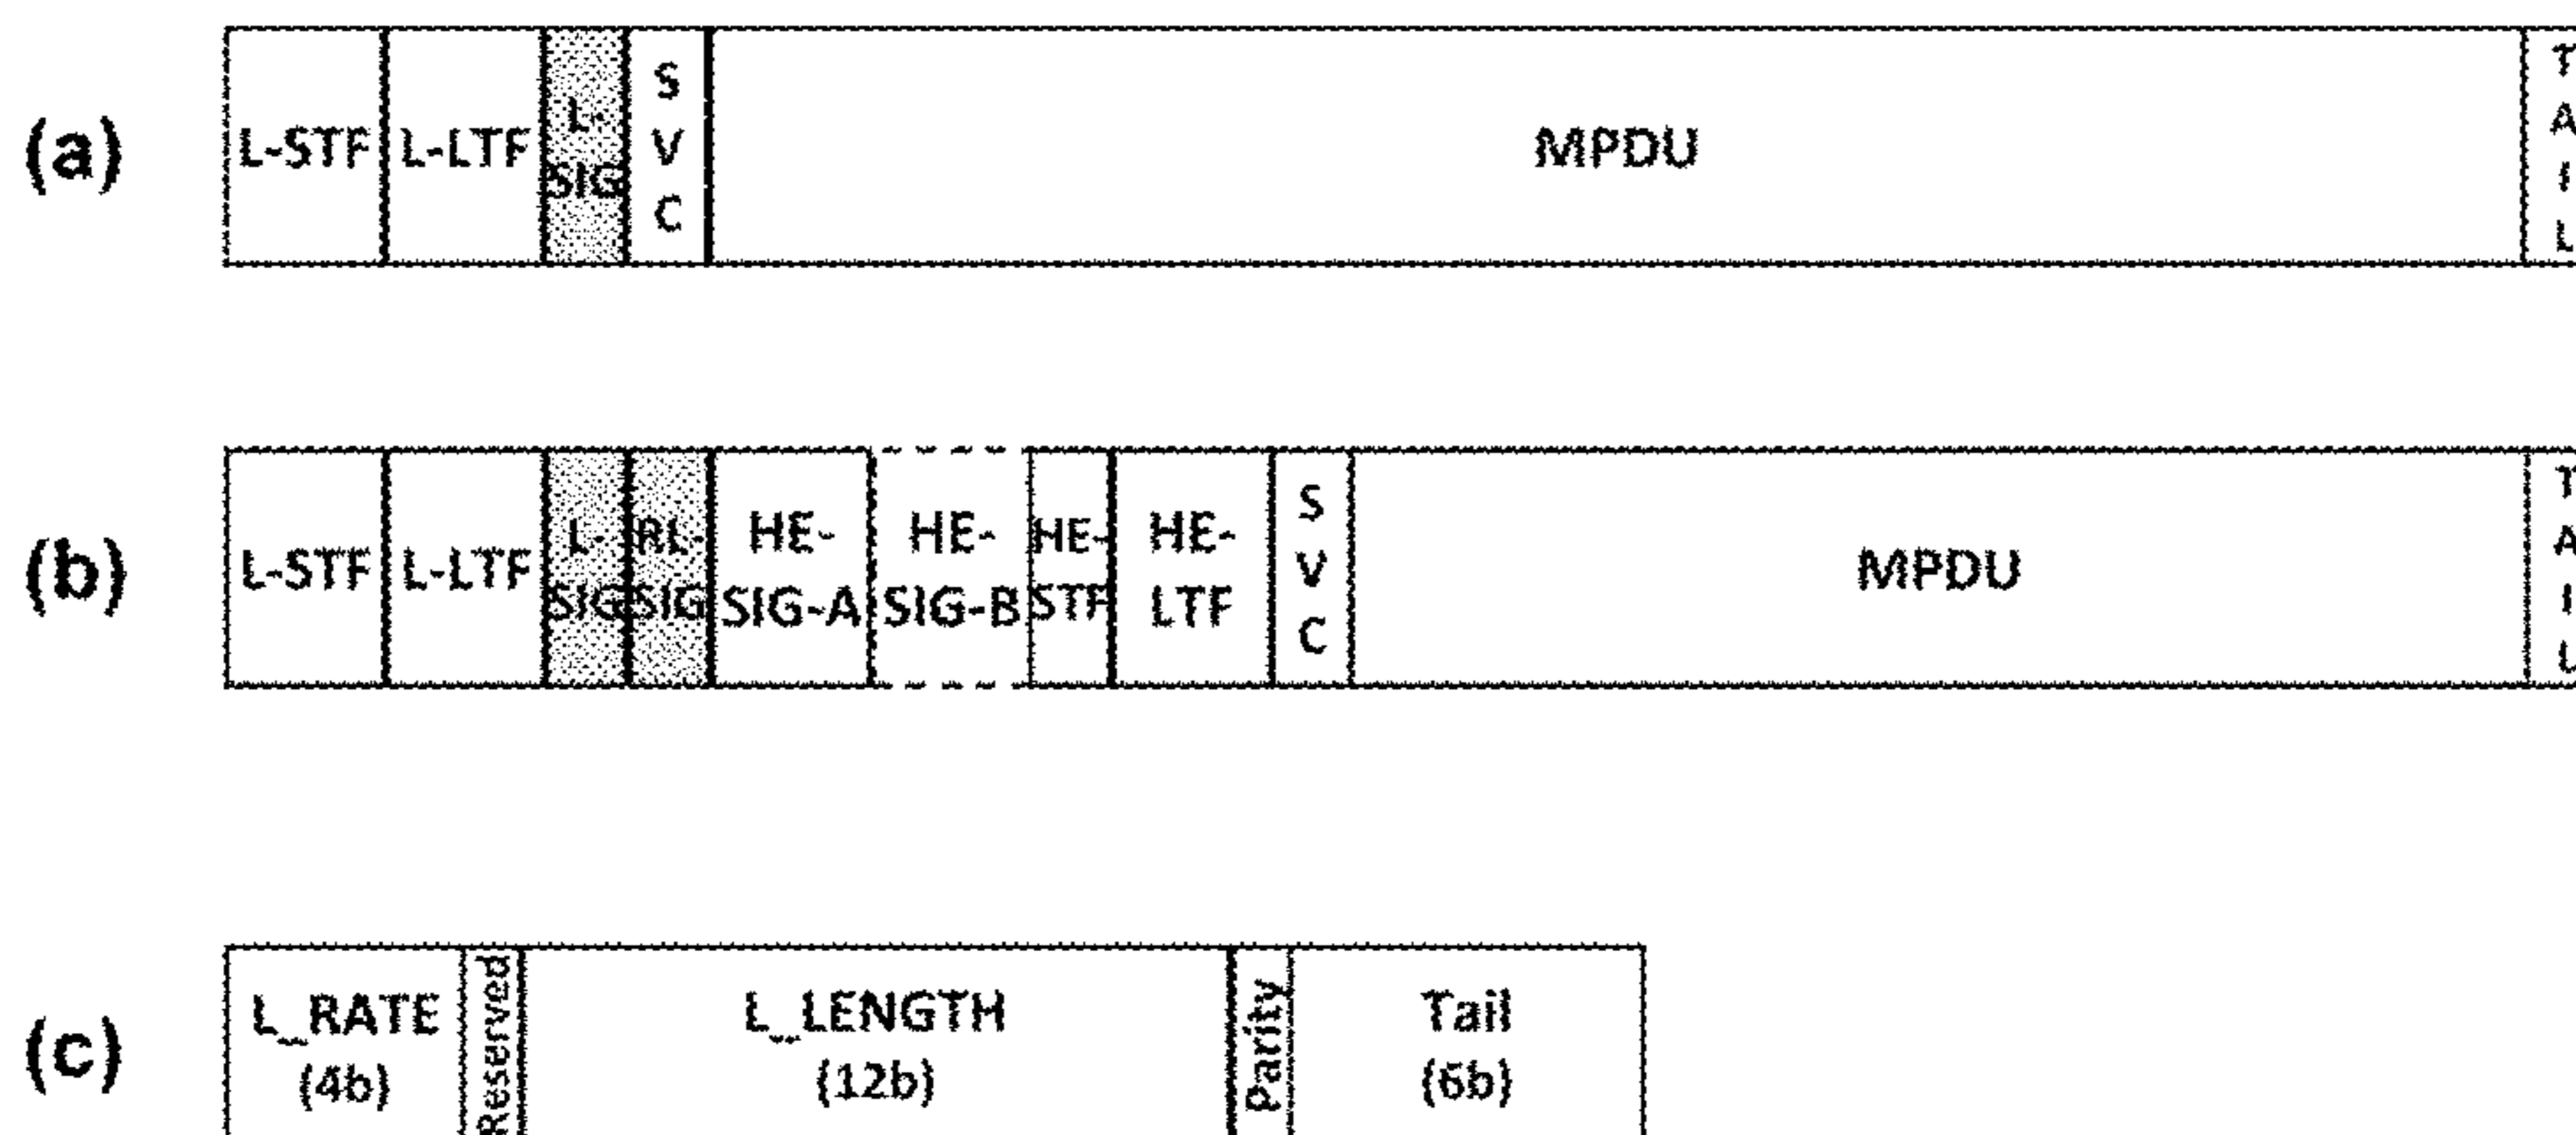 (a)
L-STF
L-LTF
L-
SIG
S
V
C
MPDU
T
A
I
L
(b)
L-STF
L-LTF
L-
SIG
RL-
SIG
HE-
SIG-A
HE-
SIG-B
HE-
STF
HE-
LTF
S
V
C
MPDU
T
A
I
L
(c)
L_RATE
(4b)
Reserved
L_LENGTH
(12b)
Parity
Tail
(6b)